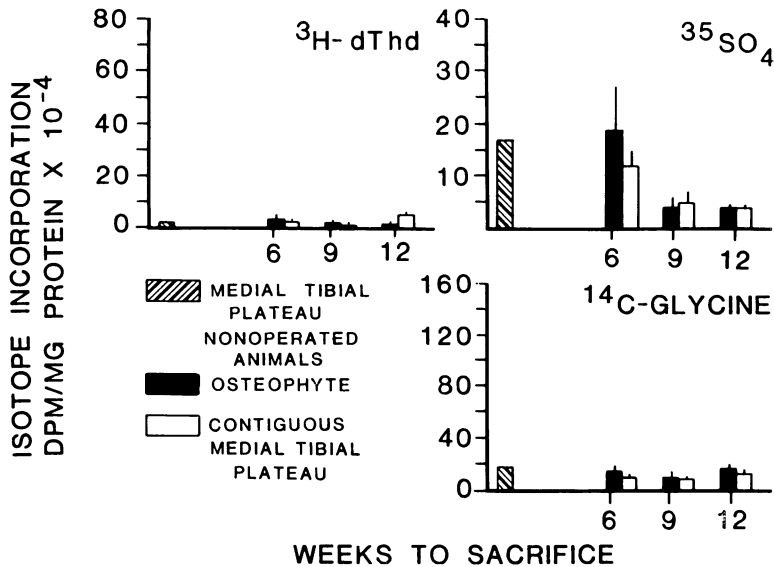 ISOTOPE INCORPORATION
DPM/MG PROTEIN X 10⁻⁴
80
60
40
20
0
³H-dThd
6 9 12
40
30
20
10
³⁵SO₄
6 9 12
MEDIAL TIBIAL
PLATEAU
NONOPERATED
ANIMALS
OSTEOPHYTE
CONTIGUOUS
MEDIAL TIBIAL
PLATEAU
160
120
80
40
0
¹⁴C-GLYCINE
6 9 12
WEEKS TO SACRIFICE